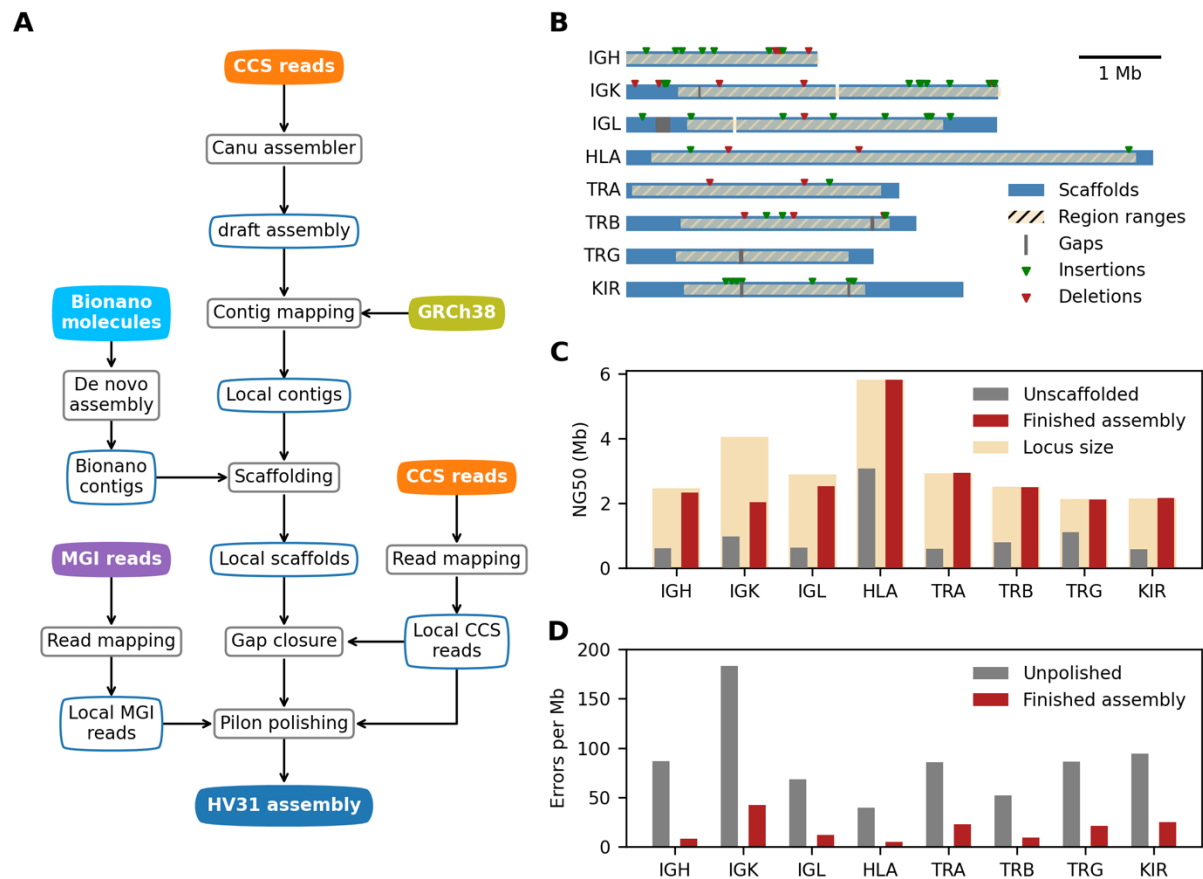 A
CCS reads
Canu assembler
draft assembly
Bionano
molecules
Contig mapping
GRCh38
De novo
assembly
Local contigs
Bionano
contigs
Scaffolding
CCS reads
MGI reads
Local scaffolds
Read mapping
Read mapping
Gap closure
Local CCS
reads
Local MGI
reads
Pilon polishing
HV31 assembly
B
IGH
IGK
IGL
HLA
TRA
TRB
TRG
KIR
1 Mb
Scaffolds
Region ranges
Gaps
Insertions
Deletions
C
NG50 (Mb)
6
4
2
0
Unscaffolded
Finished assembly
Locus size
IGH IGK IGL HLA TRA TRB TRG KIR
D
Errors per Mb
200
150
100
50
0
Unpolished
Finished assembly
IGH IGK IGL HLA TRA TRB TRG KIR